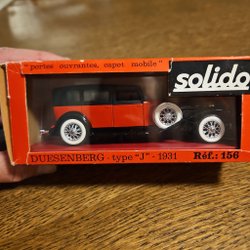 "portes ouvrantes, capot mobile"
solido
DUESENBERG - type "J" - 1931
Réf.: 156